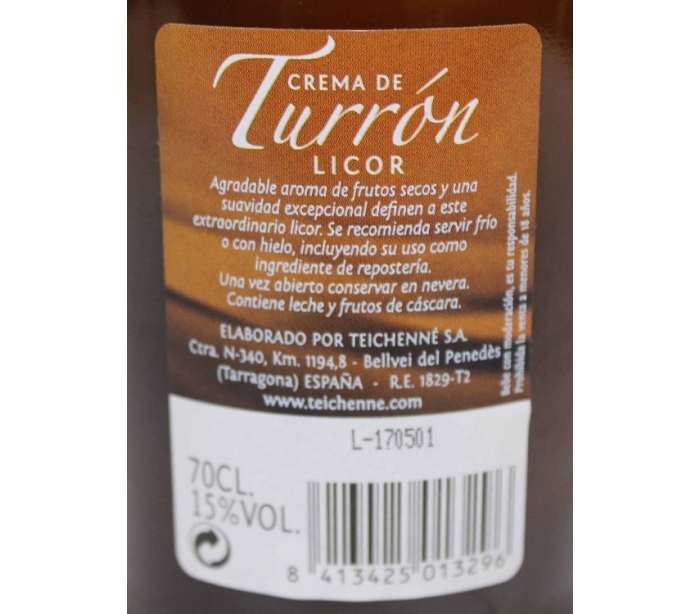 CREMA DE
Turrón
LICOR
Agradable aroma de frutos secos y una
suavidad excepcional definen a este
extraordinario licor. Se recomienda servir frío
o con hielo, incluyendo su uso como
ingrediente de repostería.
Una vez abierto conservar en nevera.
Contiene leche y frutos de cáscara.
ELABORADO POR TEICHENNÉ S.A.
Ctra. N-340, Km. 1194,8 - Bellvei del Penedès
(Tarragona) ESPAÑA - R.E. 1829-T2
www.teichenne.com
Bebe con moderación, es tu responsabilidad.
Prohibida la venta a menores de 18 años.
L-170501
70CL.
15%VOL.
8 413425 013296